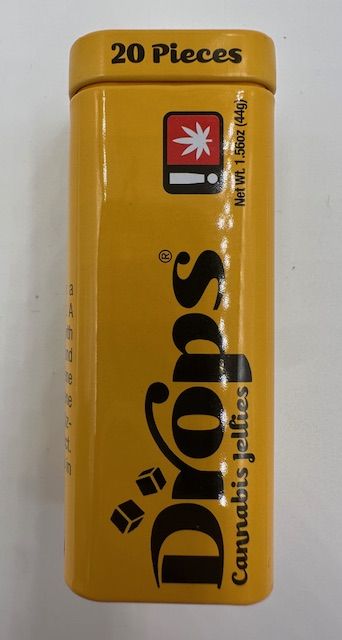 20 Pieces
!
Net Wt. 1.56oz (44g)
Drops®
Cannabis Jellies
a
A